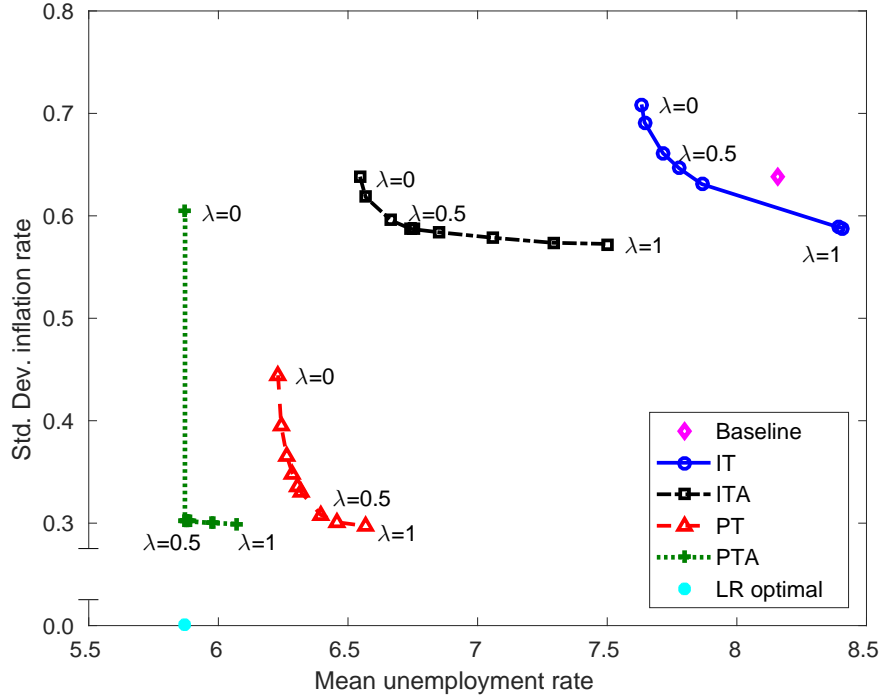 0.8
0.7
0.6
0.5
0.4
0.3
0.0
Std. Dev. inflation rate
λ=0
λ=0.5
λ=1
λ=0
λ=0.5
λ=1
λ=0
λ=0.5
λ=1
λ=0
λ=0.5
λ=1
Baseline
IT
ITA
PT
PTA
LR optimal
5.5 6 6.5 7 7.5 8 8.5
Mean unemployment rate